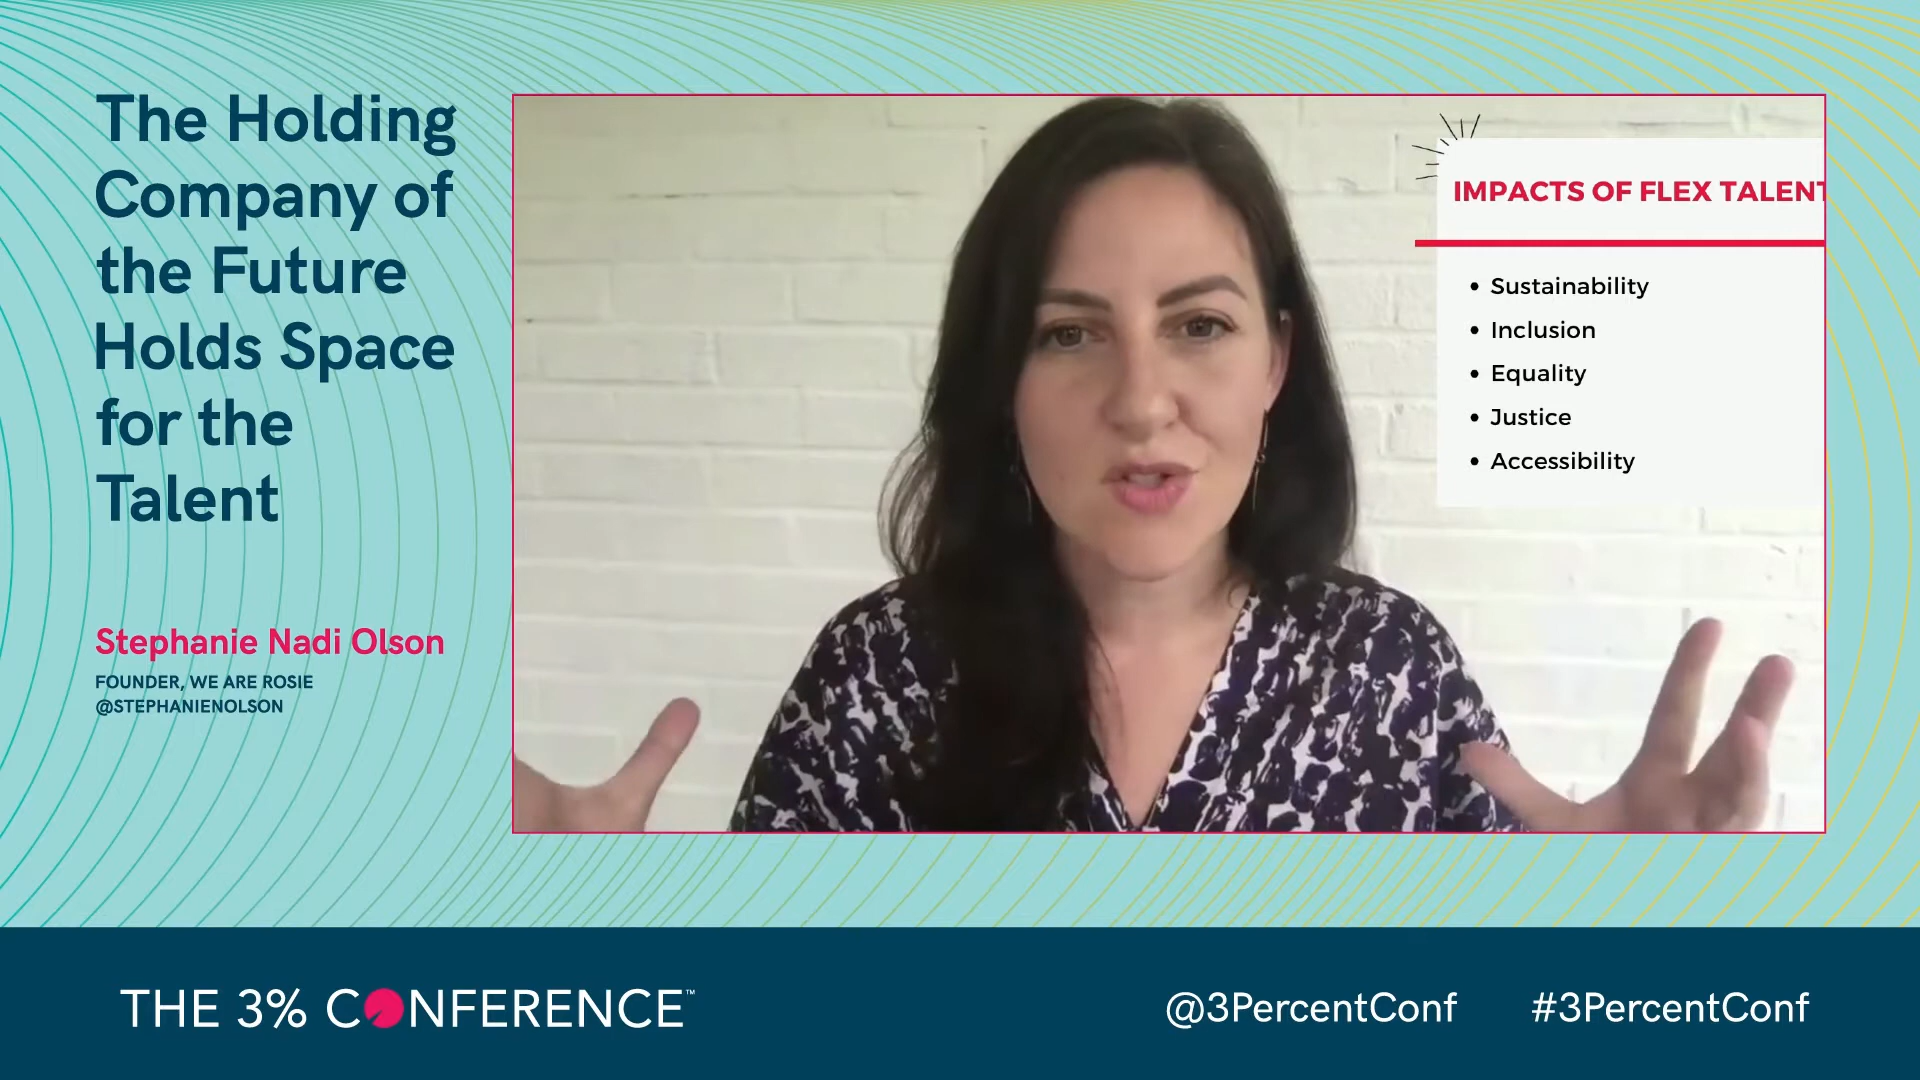 The Holding
Company of
the Future
Holds Space
for the
Talent
Stephanie Nadi Olson
FOUNDER, WE ARE ROSIE
@STEPHANIENOLSON
IMPACTS OF FLEX TALENT
• Sustainability
• Inclusion
• Equality
• Justice
• Accessibility
THE 3% CONFERENCE™
@3PercentConf #3PercentConf